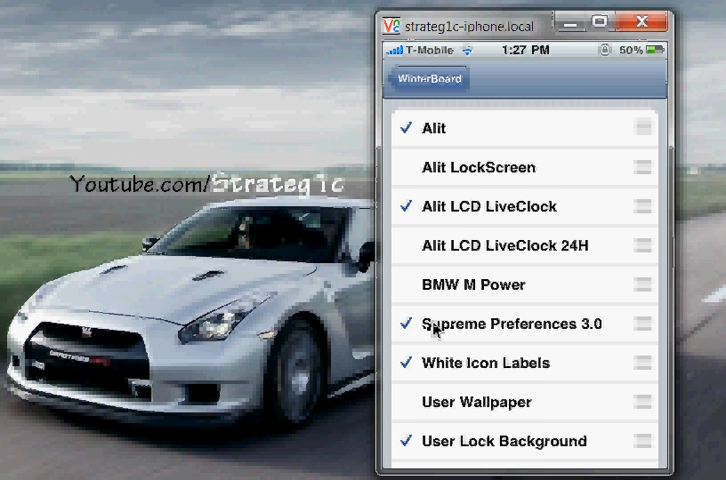 strateg1c-iphone.local
T-Mobile 1:27 PM 50%
WinterBoard
Alit
Alit LockScreen
Youtube.com/Strateg1c
Alit LCD LiveClock
Alit LCD LiveClock 24H
BMW M Power
Supreme Preferences 3.0
White Icon Labels
User Wallpaper
User Lock Background